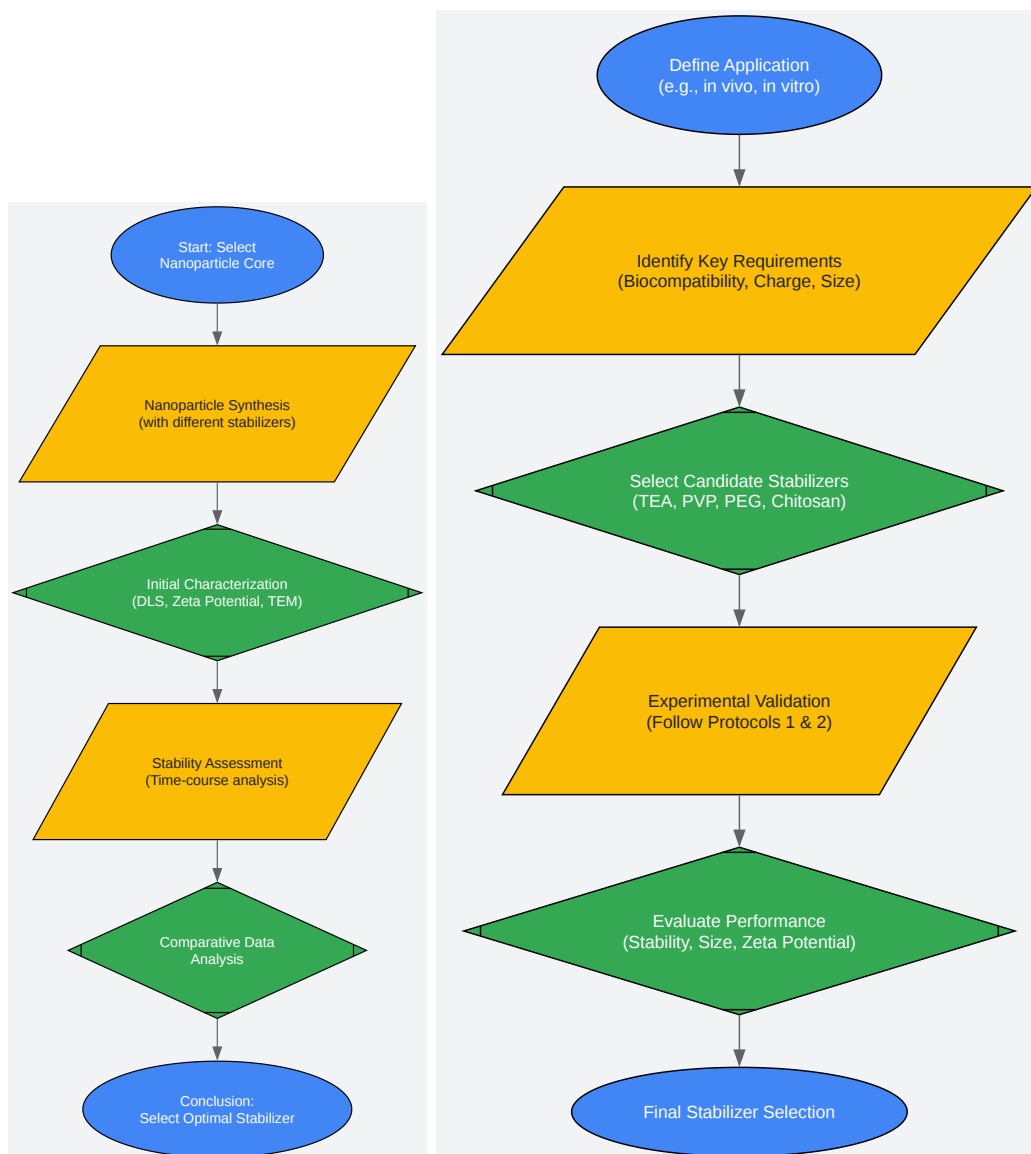 Start: Select
Nanoparticle Core
Nanoparticle Synthesis
(with different stabilizers)
Initial Characterization
(DLS, Zeta Potential, TEM)
Stability Assessment
(Time-course analysis)
Comparative Data
Analysis
Conclusion:
Select Optimal Stabilizer
Define Application
(e.g., in vivo, in vitro)
Identify Key Requirements
(Biocompatibility, Charge, Size)
Select Candidate Stabilizers
(TEA, PVP, PEG, Chitosan)
Experimental Validation
(Follow Protocols 1 & 2)
Evaluate Performance
(Stability, Size, Zeta Potential)
Final Stabilizer Selection